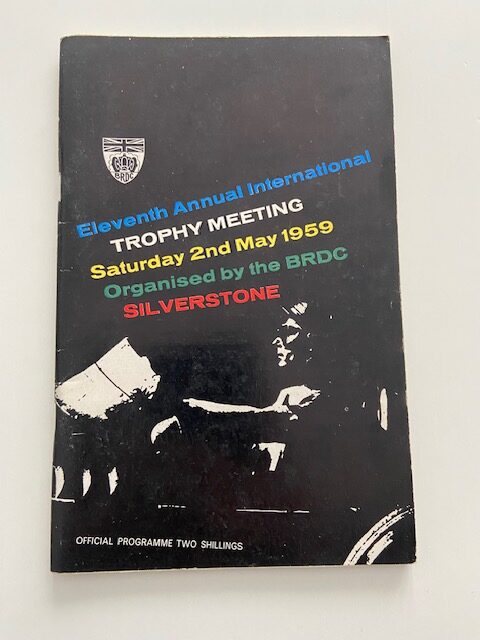 BRDC
Eleventh Annual International
TROPHY MEETING
Saturday 2nd May 1959
Organised by the BRDC
SILVERSTONE
OFFICIAL PROGRAMME TWO SHILLINGS